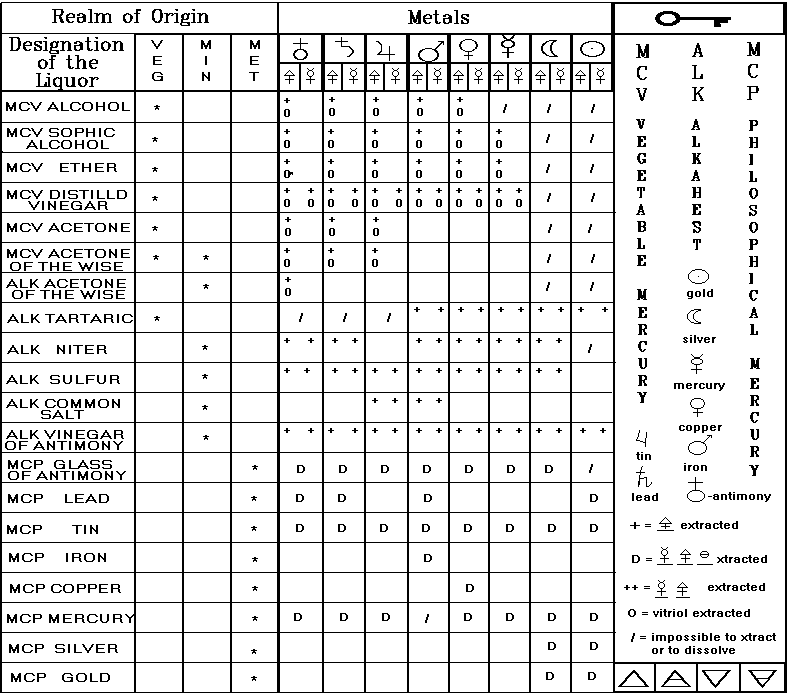 Realm of Origin
Metals
Designation
of the
Liquor
VEG
MIN
MET
♁ ♄ ♃ ♂ ♀ ☿ ☾ ☉
🜍 ☿ 🜍 ☿ 🜍 ☿ 🜍 ☿ 🜍 ☿ 🜍 ☿ 🜍 ☿ 🜍 ☿
MCV ALCOHOL * + + + + + / / /
0 0 0 0 0
MCV SOPHIC * + + + + + + / /
ALCOHOL 0 0 0 0 0 0
MCV ETHER * + + + + + + / /
0 0 0 0 0 0
MCV DISTILLD * + + + + + + + + + + + + / /
VINEGAR 0 0 0 0 0 0 0 0 0 0 0 0
MCV ACETONE * + + + / /
0 0 0
MCV ACETONE * * + + + / /
OF THE WISE 0 0 0
ALK ACETONE * + / /
OF THE WISE 0
ALK TARTARIC * / / / + + + + + + + + + +
ALK NITER * + + + + + + + + + + + + /
ALK SULFUR * + + + + + + + + + + + + + +
ALK COMMON * + + + +
SALT
ALK VINEGAR * + + + + + + + + + + + + + + + +
OF ANTIMONY
MCP GLASS * D D D D D D D /
OF ANTIMONY
MCP LEAD * D D D D
MCP TIN * D D D D D D D D
MCP IRON * D
MCP COPPER * D
MCP MERCURY * D D D / D D D D
MCP SILVER * D D
MCP GOLD * D D
MCV VEGETABLE MERCURY
ALK ALKAHEST
MCP PHILOSOPHICAL MERCURY
☉
gold
☾
silver
☿
mercury
♀
copper
♃ ♂
tin iron
♄ ♁
lead -antimony
+ = 🜍 extracted
D = ☿ 🜍 ⊖ xtracted
++ = ☿ 🜍 extracted
O = vitriol extracted
/ = impossible to xtract
or to dissolve
🜂 🜁 🜄 🜃